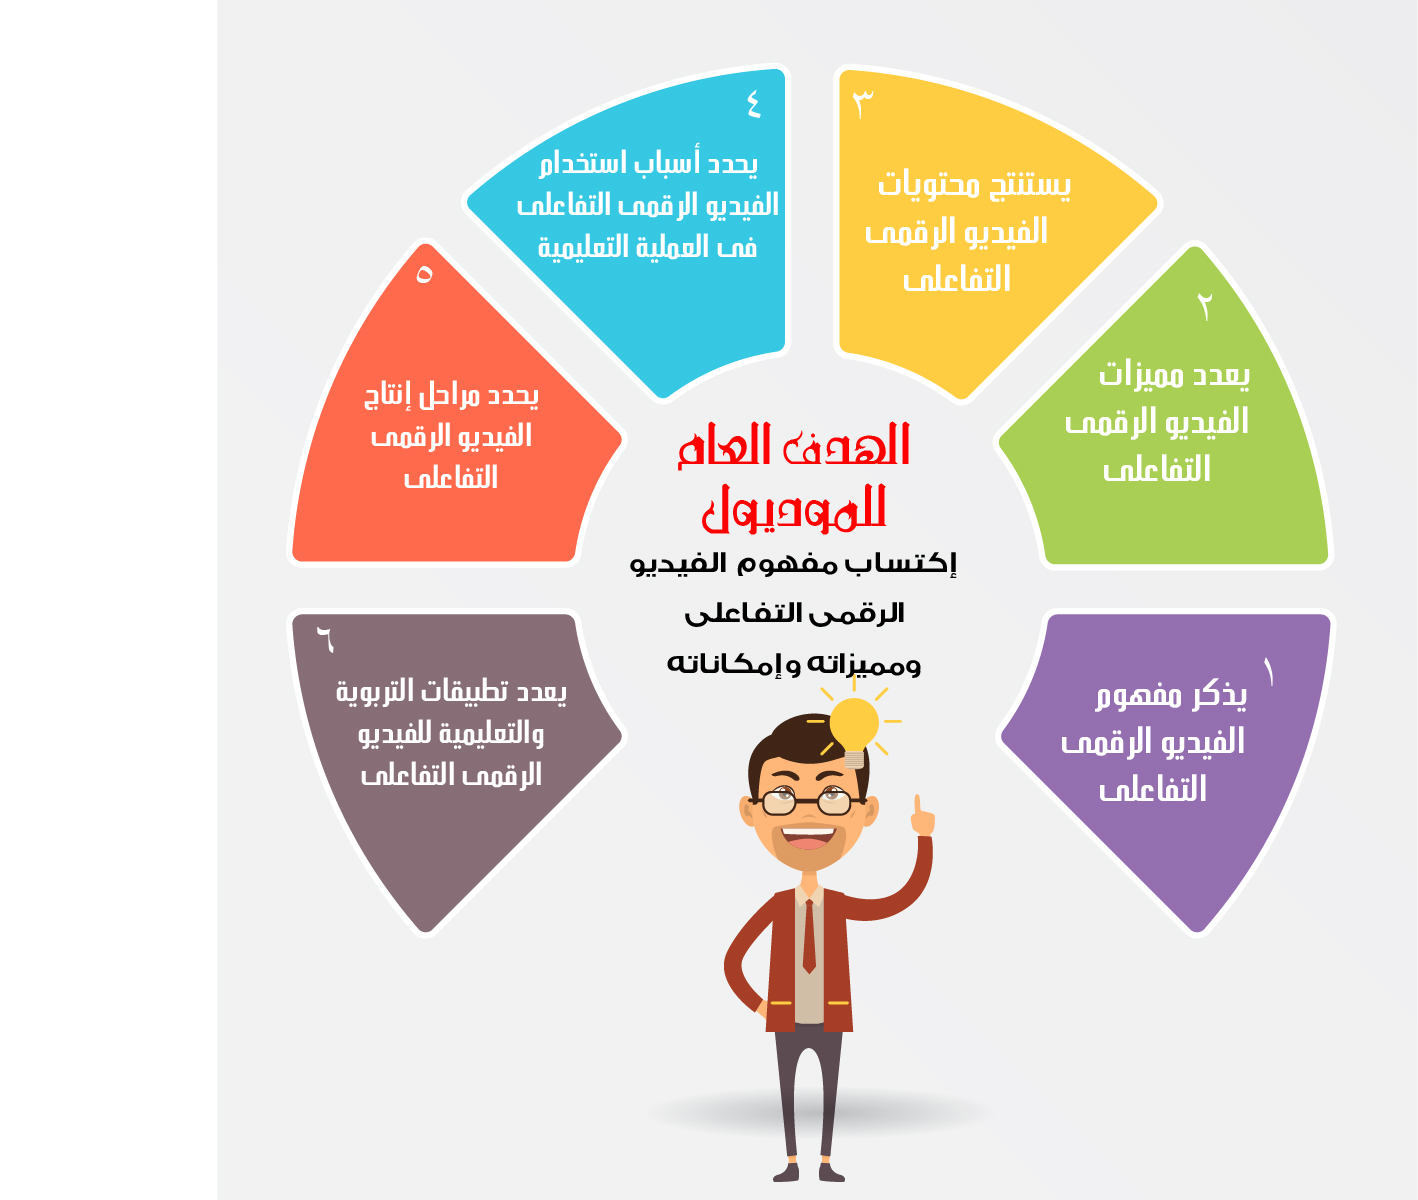 الهدف العام
للموديول
إكتساب مفهوم الفيديو
الرقمى التفاعلى
ومميزاته وإمكاناته
١
يذكر مفهوم
الفيديو الرقمى
التفاعلى
٢
يعدد مميزات
الفيديو الرقمى
التفاعلى
٣
يستنتج محتويات
الفيديو الرقمى
التفاعلى
٤
يحدد أسباب استخدام
الفيديو الرقمى التفاعلى
فى العملية التعليمية
٥
يحدد مراحل إنتاج
الفيديو الرقمى
التفاعلى
٦
يعدد تطبيقات التربوية
والتعليمية للفيديو
الرقمى التفاعلى